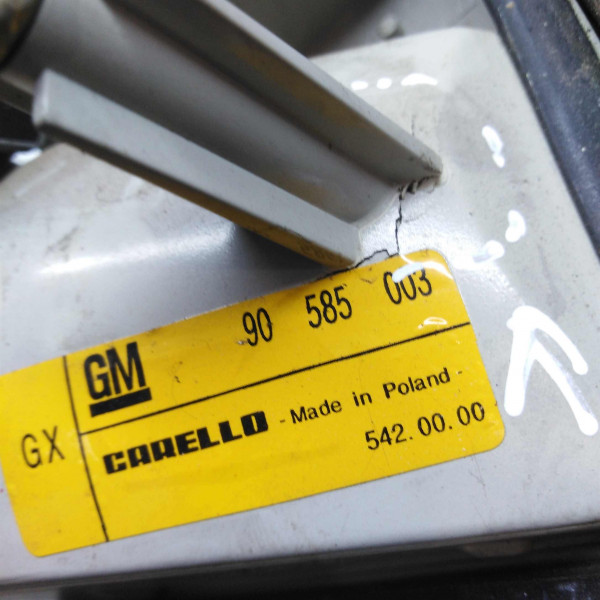 GM 90 585 003
GX
CARELLO - Made in Poland -
542.00.00